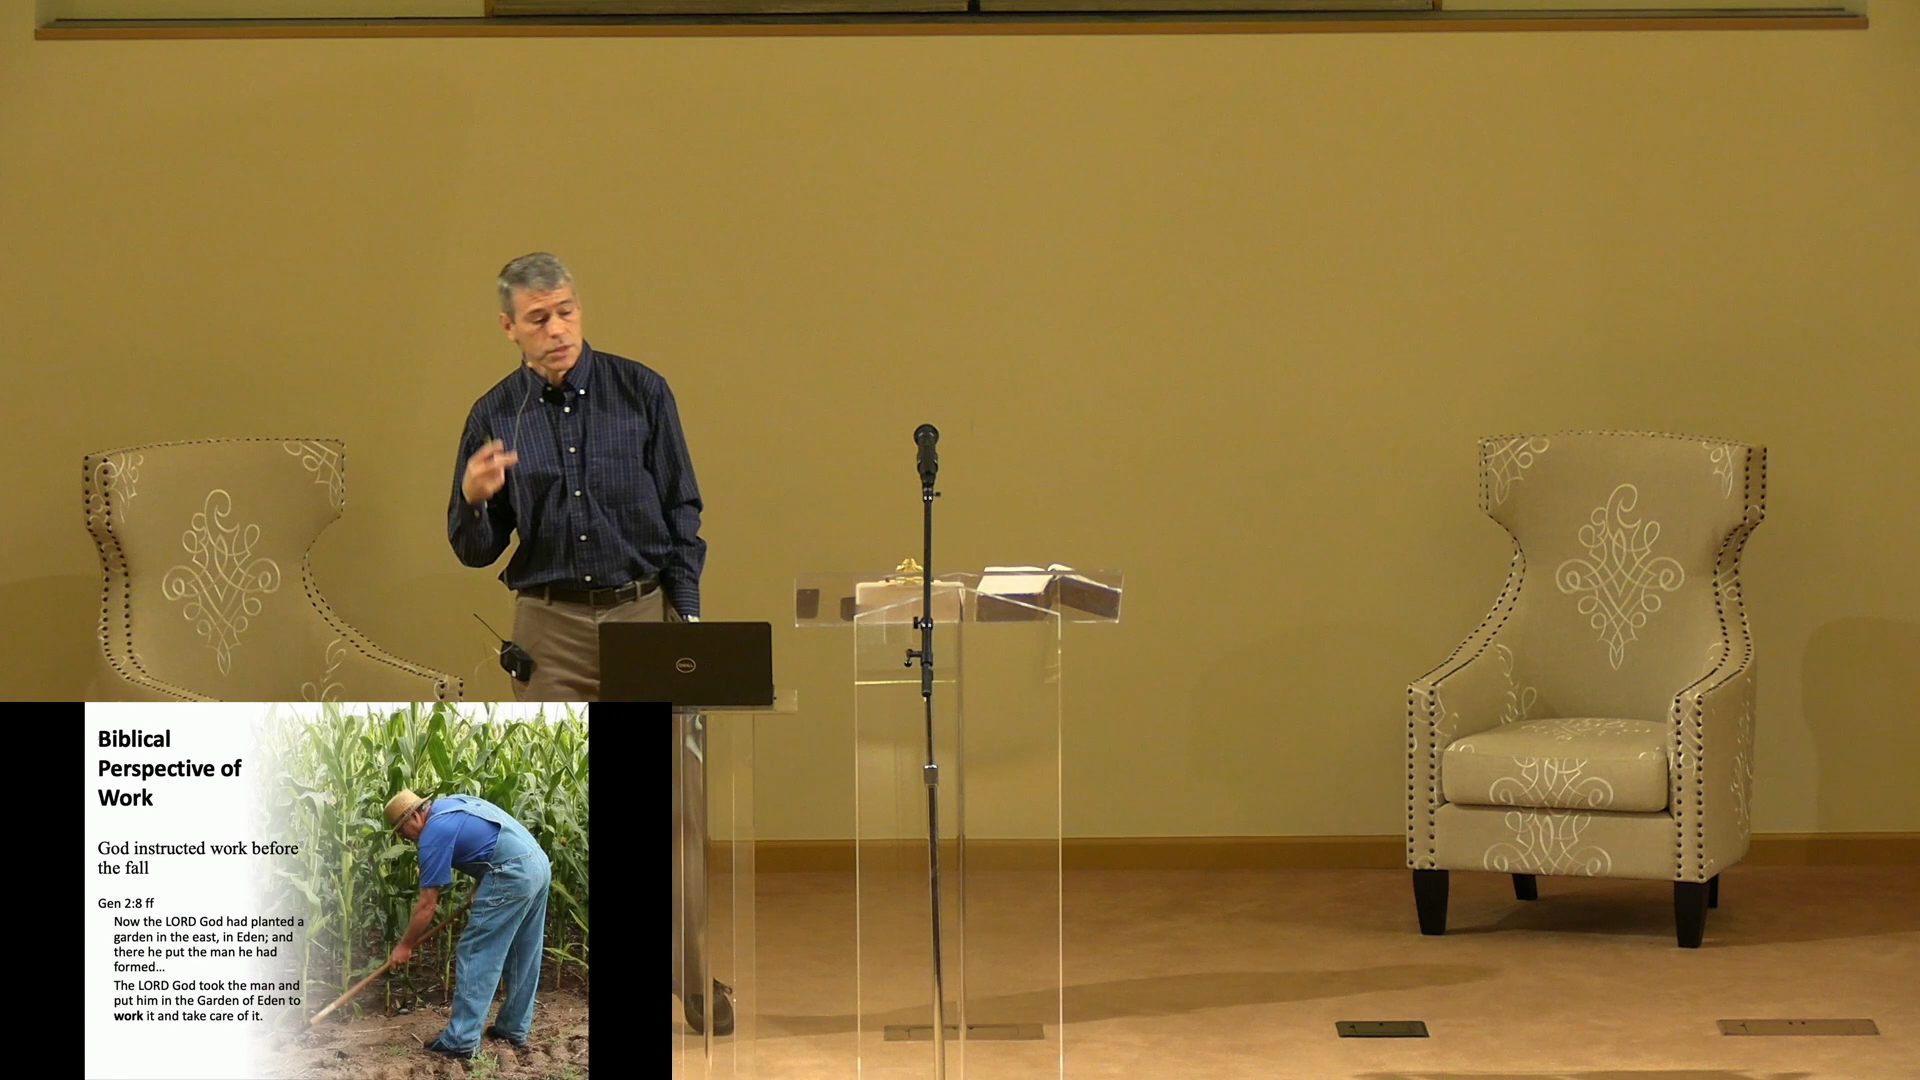 DELL
Biblical
Perspective of
Work
God instructed work before
the fall
Gen 2:8 ff
Now the LORD God had planted a
garden in the east, in Eden; and
there he put the man he had
formed...
The LORD God took the man and
put him in the Garden of Eden to
work it and take care of it.